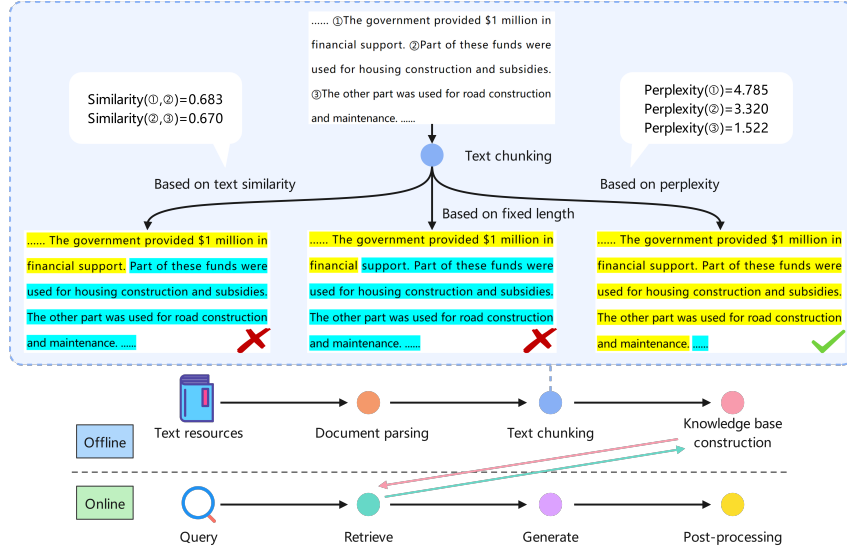 ...... ①The government provided $1 million in
financial support. ②Part of these funds were
used for housing construction and subsidies.
③The other part was used for road construction
and maintenance. ......
Similarity(①,②)=0.683
Similarity(②,③)=0.670
Perplexity(①)=4.785
Perplexity(②)=3.320
Perplexity(③)=1.522
Text chunking
Based on text similarity
Based on fixed length
Based on perplexity
...... The government provided $1 million in
financial support. Part of these funds were
used for housing construction and subsidies.
The other part was used for road construction
and maintenance. ......
...... The government provided $1 million in
financial support. Part of these funds were
used for housing construction and subsidies.
The other part was used for road construction
and maintenance. ......
...... The government provided $1 million in
financial support. Part of these funds were
used for housing construction and subsidies.
The other part was used for road construction
and maintenance. ......
Offline
Text resources
Document parsing
Text chunking
Knowledge base
construction
Online
Query
Retrieve
Generate
Post-processing